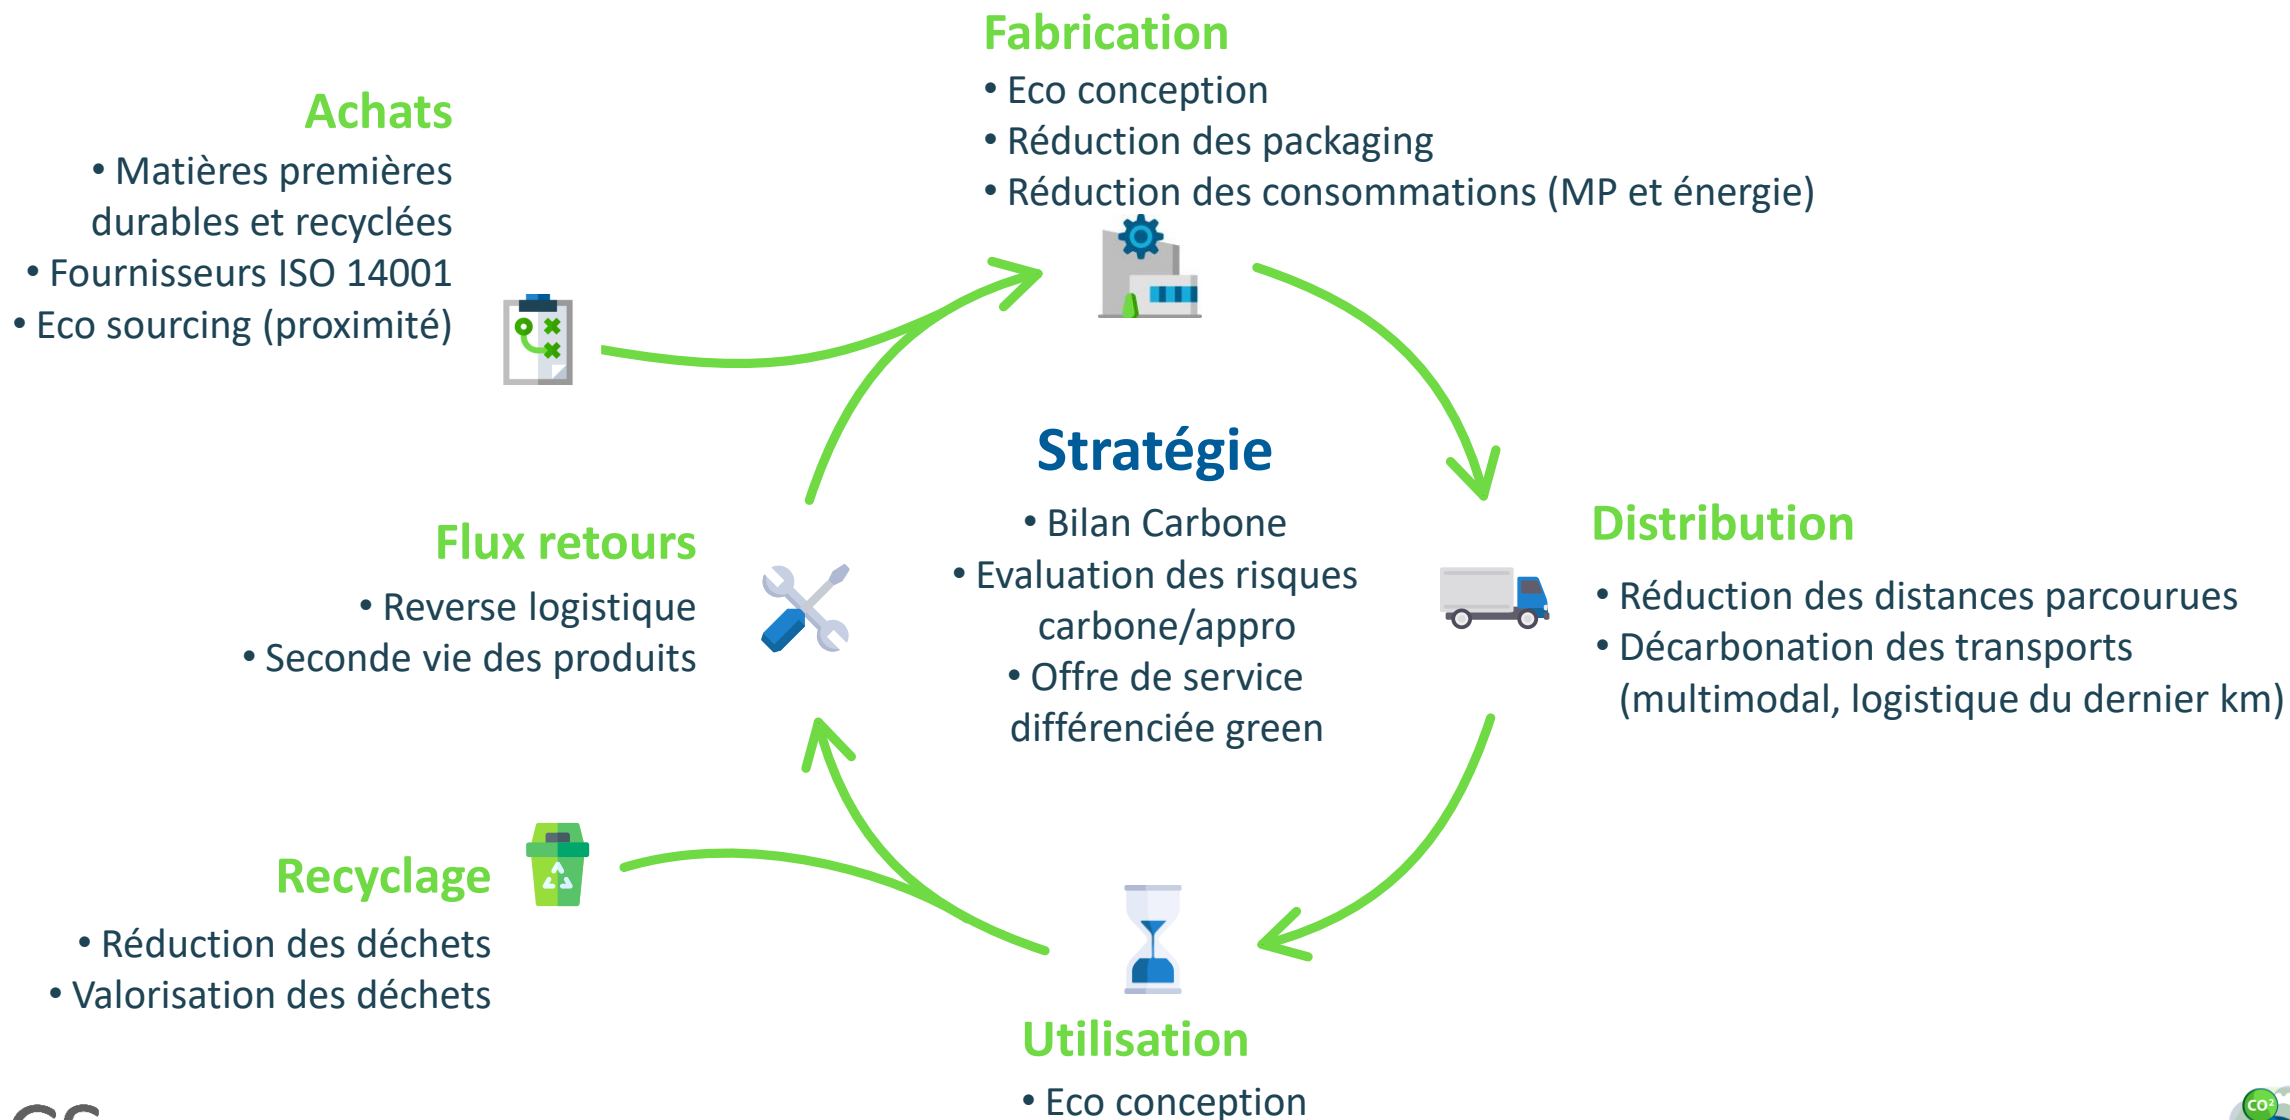 Fabrication
• Eco conception
• Réduction des packaging
• Réduction des consommations (MP et énergie)
Achats
• Matières premières
durables et recyclées
• Fournisseurs ISO 14001
• Eco sourcing (proximité)
Stratégie
• Bilan Carbone
• Evaluation des risques
carbone/appro
• Offre de service
différenciée green
Distribution
• Réduction des distances parcourues
• Décarbonation des transports
(multimodal, logistique du dernier km)
Flux retours
• Reverse logistique
• Seconde vie des produits
Recyclage
• Réduction des déchets
• Valorisation des déchets
Utilisation
• Eco conception
CO²